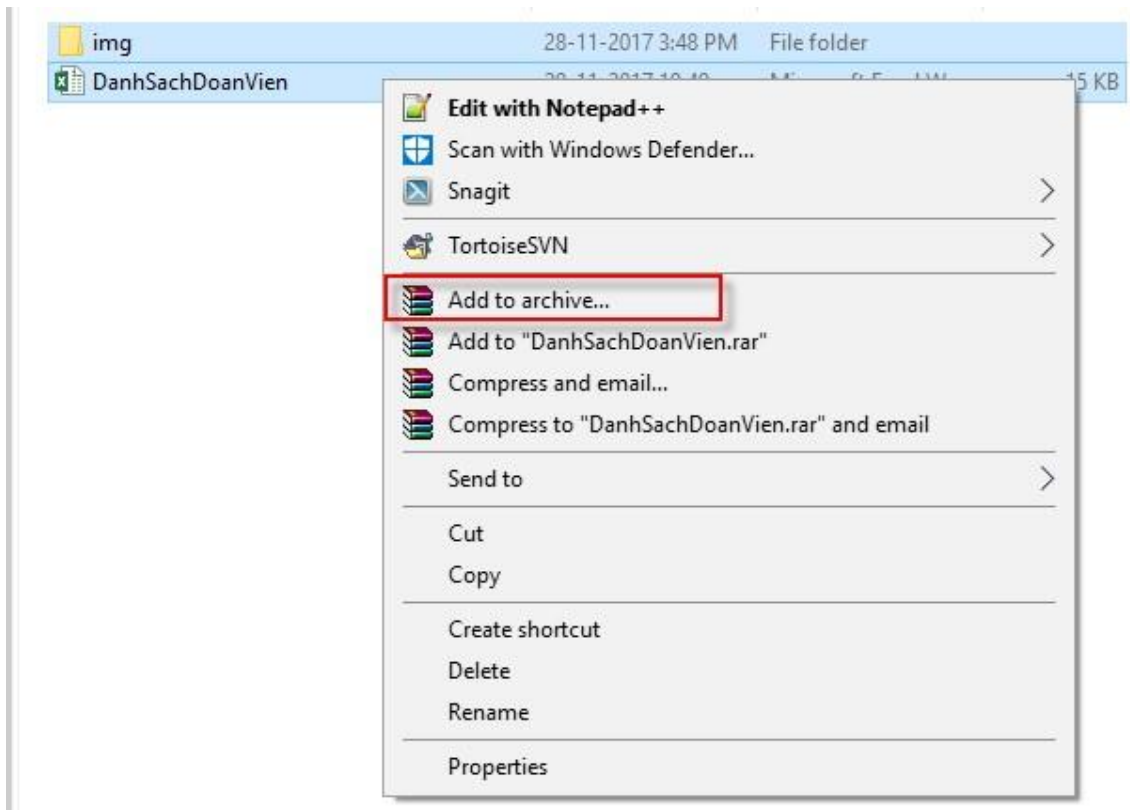 img 28-11-2017 3:48 PM File folder
DanhSachDoanVien 15 KB
Edit with Notepad++
Scan with Windows Defender...
Snagit
TortoiseSVN
Add to archive...
Add to "DanhSachDoanVien.rar"
Compress and email...
Compress to "DanhSachDoanVien.rar" and email
Send to
Cut
Copy
Create shortcut
Delete
Rename
Properties